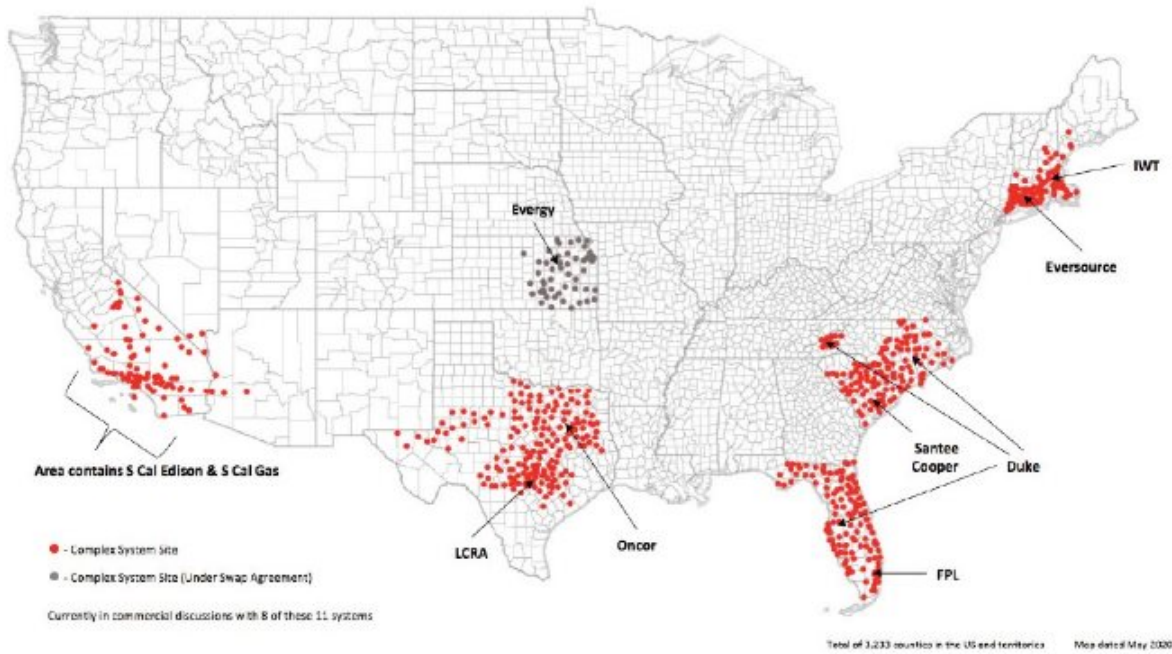 IWT
Evergy
Eversource
Area contains S Cal Edison & S Cal Gas
Santee
Cooper
Duke
LCRA
Oncor
FPL
- Complex System Site
- Complex System Site (Under Swap Agreement)
Currently in commercial discussions with 8 of these 11 systems
Total of 3,233 counties in the US and territories
Map dated May 2020